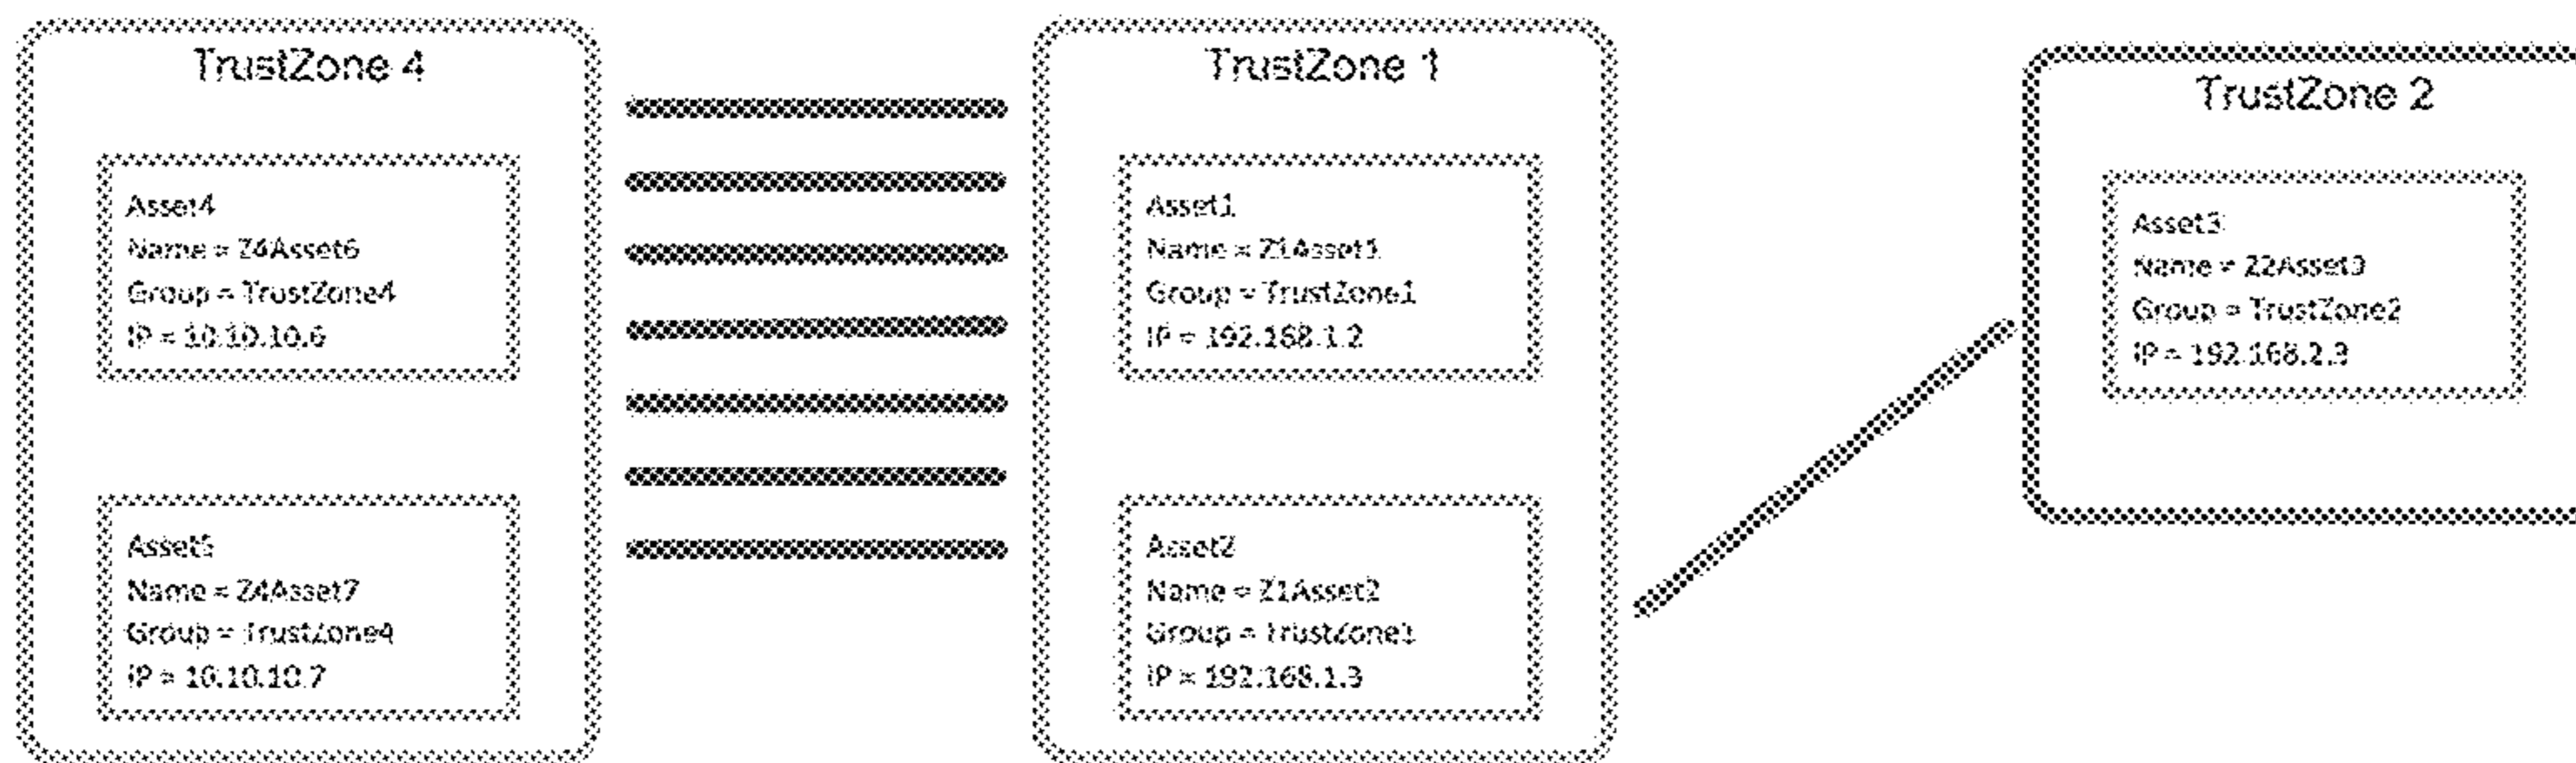 TrustZone 4
Asset4
Name = Z4Asset6
Group = TrustZone4
IP = 10.10.10.6
Asset5
Name = Z4Asset7
Group = TrustZone4
IP = 10.10.10.7
TrustZone 1
Asset1
Name = Z1Asset1
Group = TrustZone1
IP = 192.168.1.2
Asset2
Name = Z1Asset2
Group = TrustZone1
IP = 192.168.1.3
TrustZone 2
Asset3
Name = Z2Asset3
Group = TrustZone2
IP = 192.168.2.3